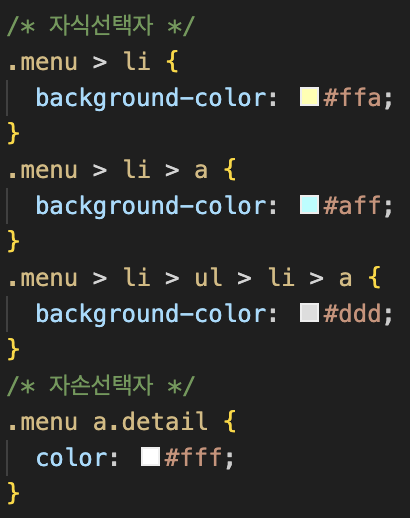 /* 자식선택자 */
.menu > li {
  background-color: #ffa;
}
.menu > li > a {
  background-color: #aff;
}
.menu > li > ul > li > a {
  background-color: #ddd;
}
/* 자손선택자 */
.menu a.detail {
  color: #fff;
}